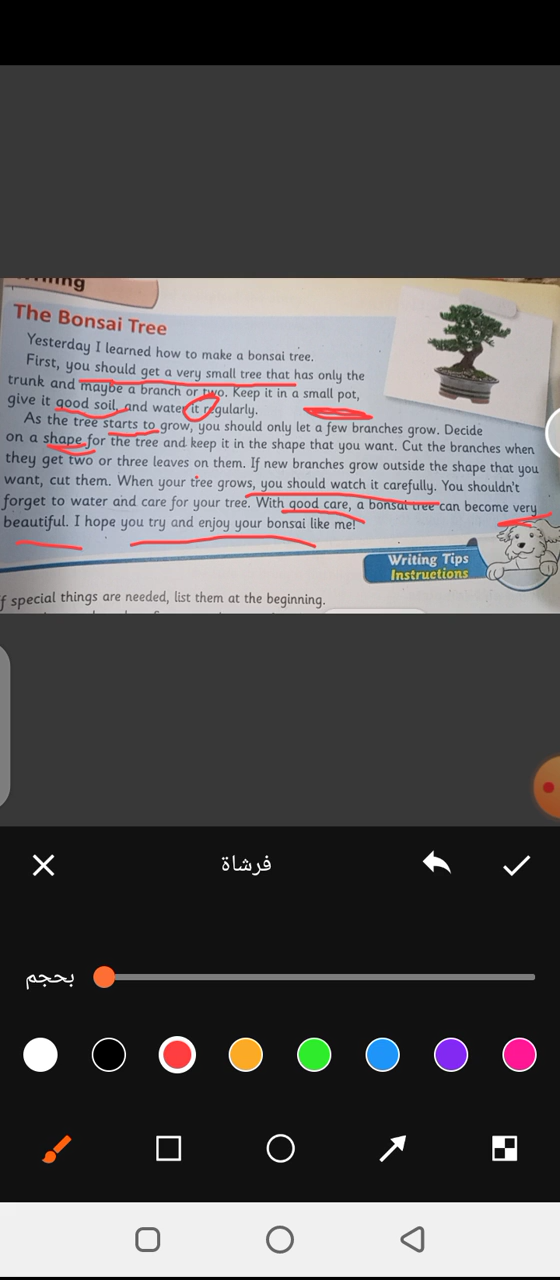 The Bonsai Tree
Yesterday I learned how to make a bonsai tree.
First, you should get a very small tree that has only the
trunk and maybe a branch or two. Keep it in a small pot,
give it good soil, and water it regularly.
As the tree starts to grow, you should only let a few branches grow. Decide
on a shape for the tree and keep it in the shape that you want. Cut the branches when
they get two or three leaves on them. If new branches grow outside the shape that you
want, cut them. When your tree grows, you should watch it carefully. You shouldn't
forget to water and care for your tree. With good care, a bonsai tree can become very
beautiful. I hope you try and enjoy your bonsai like me!
Writing Tips
Instructions
f special things are needed, list them at the beginning.
فرشاة
بحجم